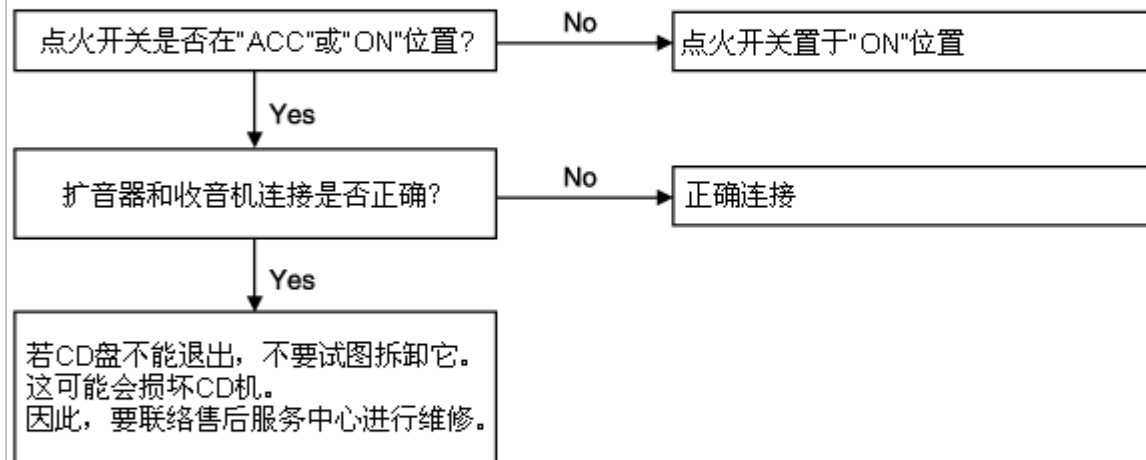 点火开关是否在"ACC"或"ON"位置?
No
点火开关置于"ON"位置
Yes
扩音器和收音机连接是否正确?
No
正确连接
Yes
若CD盘不能退出，不要试图拆卸它。
这可能会损坏CD机。
因此，要联络售后服务中心进行维修。